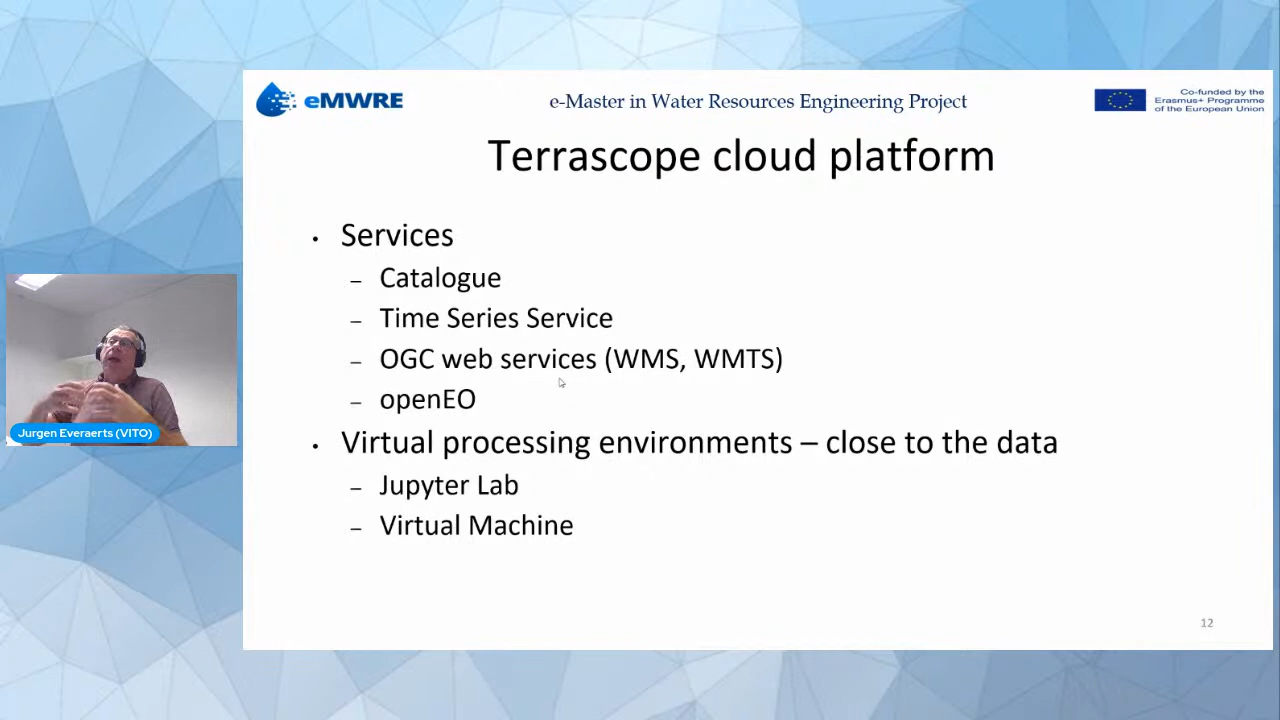 eMWRE
e-Master in Water Resources Engineering Project
Co-funded by the
Erasmus+ Programme
of the European Union
Terrascope cloud platform
• Services
– Catalogue
– Time Series Service
– OGC web services (WMS, WMTS)
– openEO
• Virtual processing environments – close to the data
– Jupyter Lab
– Virtual Machine
Jurgen Everaerts (VITO)
12